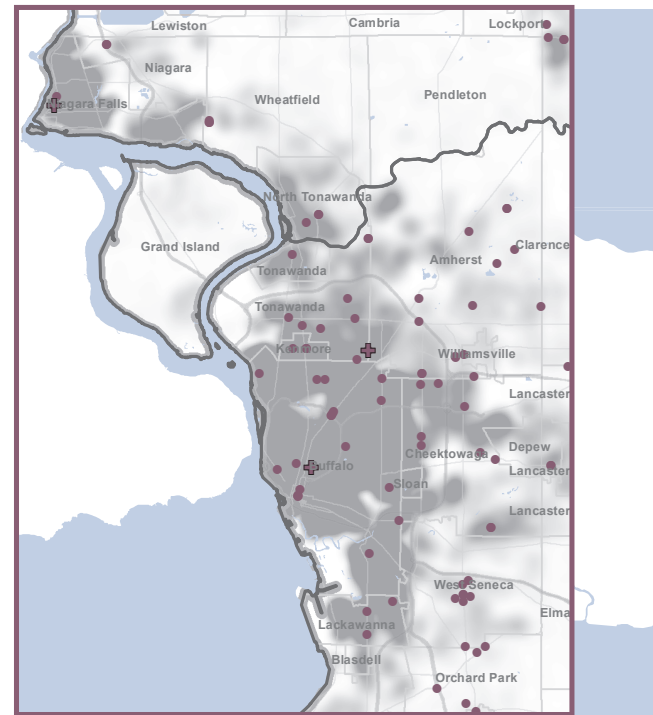 Lewiston
Cambria
Lockport
Niagara
Niagara Falls
Wheatfield
Pendleton
North Tonawanda
Grand Island
Clarence
Amherst
Tonawanda
Tonawanda
Kenmore
Williamsville
Lancaster
Depew
Cheektowaga
Buffalo
Lancaster
Sloan
Lancaster
West Seneca
Elma
Lackawanna
Blasdell
Orchard Park